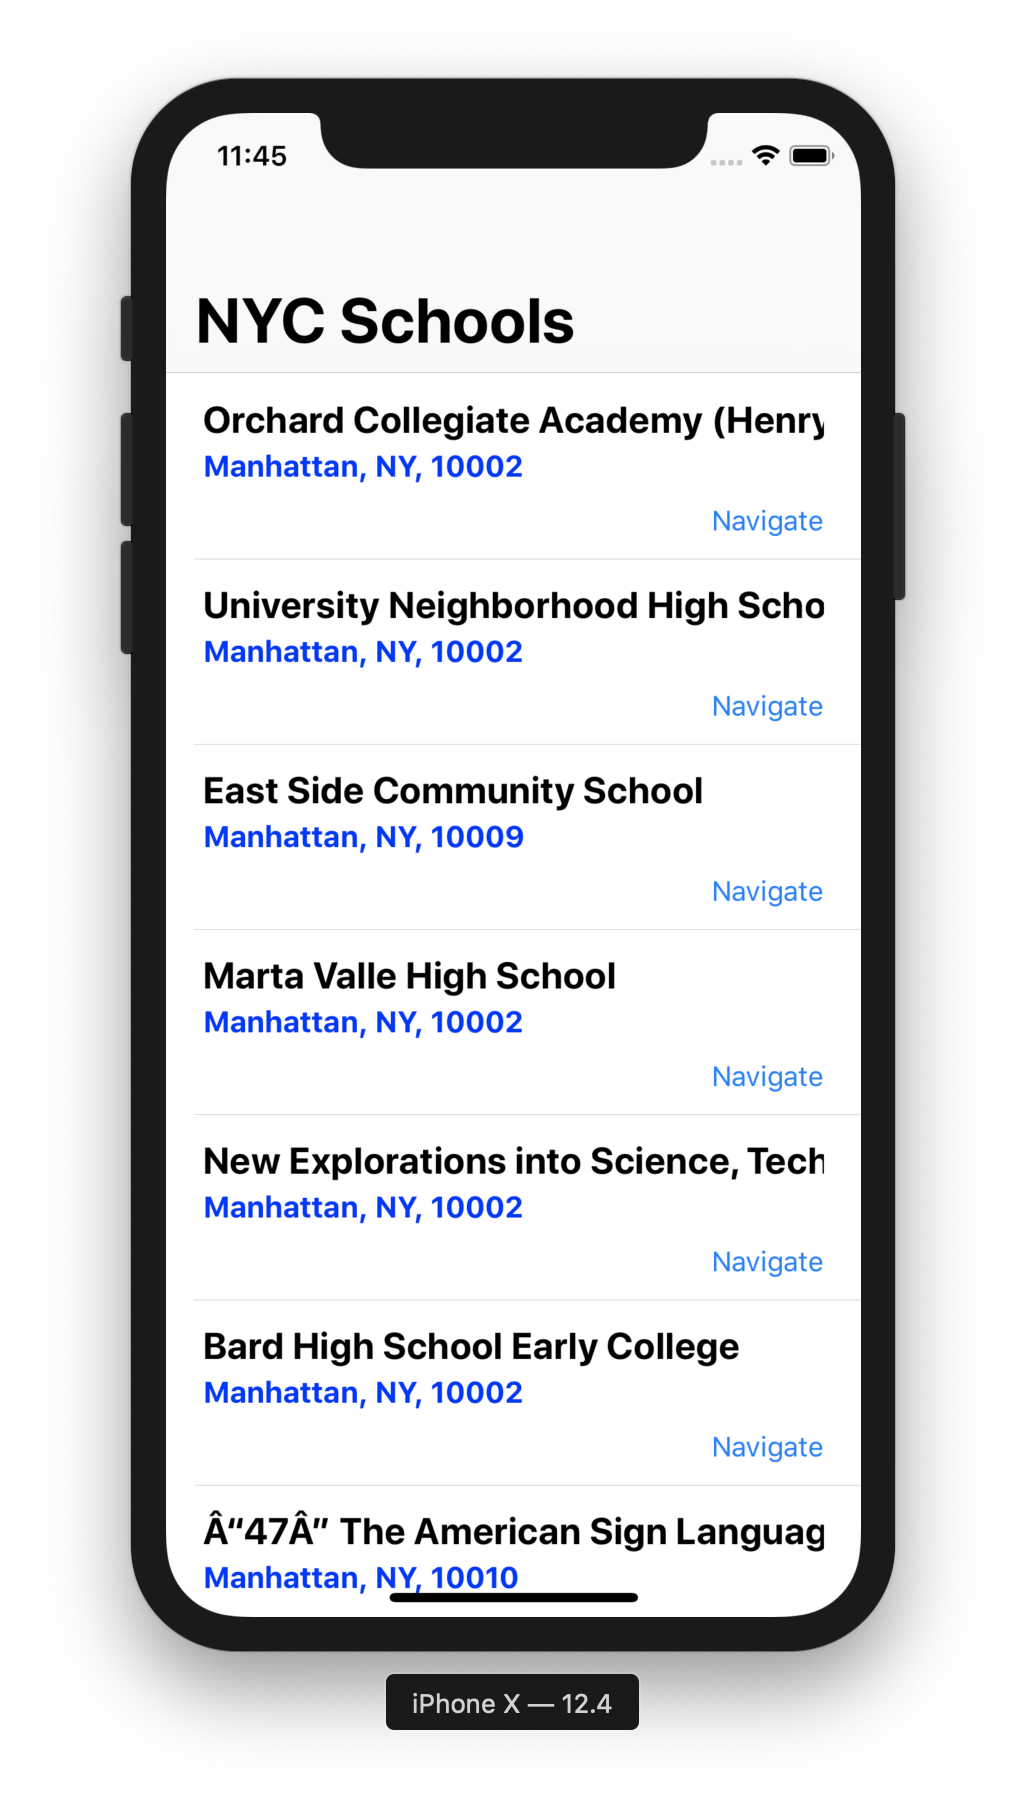 11:45
NYC Schools
Orchard Collegiate Academy (Henry
Manhattan, NY, 10002
Navigate
University Neighborhood High Scho
Manhattan, NY, 10002
Navigate
East Side Community School
Manhattan, NY, 10009
Navigate
Marta Valle High School
Manhattan, NY, 10002
Navigate
New Explorations into Science, Tech
Manhattan, NY, 10002
Navigate
Bard High School Early College
Manhattan, NY, 10002
Navigate
Â“47Â” The American Sign Languag
Manhattan, NY, 10010
iPhone X — 12.4